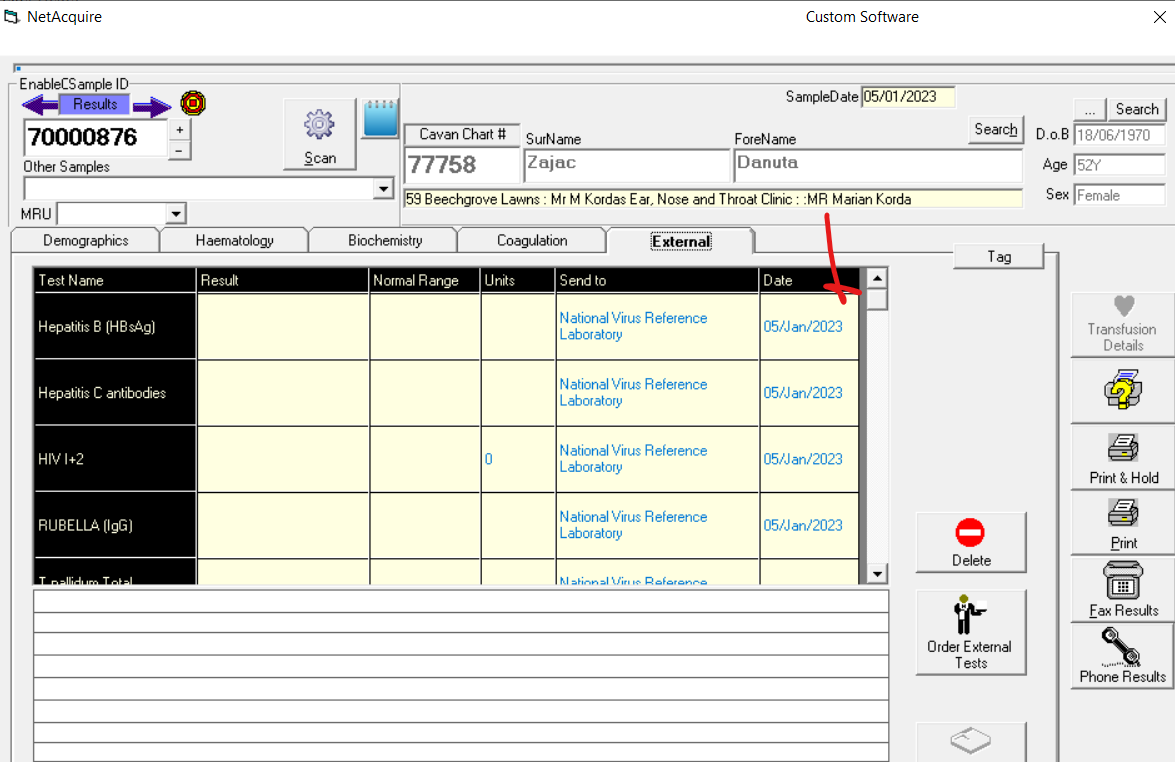 NetAcquire Custom Software
EnableCSample ID
Results
70000876
+
-
Scan
Other Samples
MRU
SampleDate 05/01/2023
Cavan Chart # SurName ForeName Search
77758 Zajac Danuta
59 Beechgrove Lawns : Mr M Kordas Ear, Nose and Throat Clinic : :MR Marian Korda
... Search
D.o.B 18/06/1970
Age 52Y
Sex Female
Demographics Haematology Biochemistry Coagulation External
Tag
Test Name Result Normal Range Units Send to Date
Hepatitis B (HBsAg) National Virus Reference Laboratory 05/Jan/2023
Hepatitis C antibodies National Virus Reference Laboratory 05/Jan/2023
HIV I+2 0 National Virus Reference Laboratory 05/Jan/2023
RUBELLA (IgG) National Virus Reference Laboratory 05/Jan/2023
T pallidum Total National Virus Reference
Transfusion
Details
Print & Hold
Print
Fax Results
Phone Results
Delete
Order External
Tests